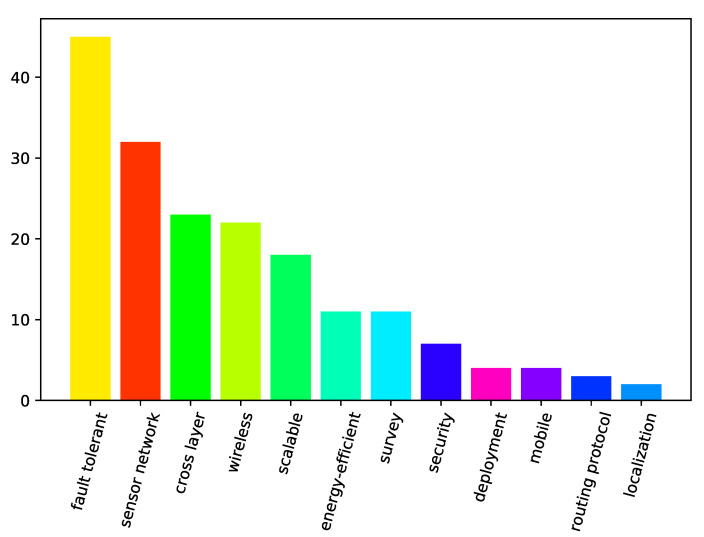 40
30
20
10
0
fault tolerant
sensor network
cross layer
wireless
scalable
energy-efficient
survey
security
deployment
mobile
routing protocol
localization